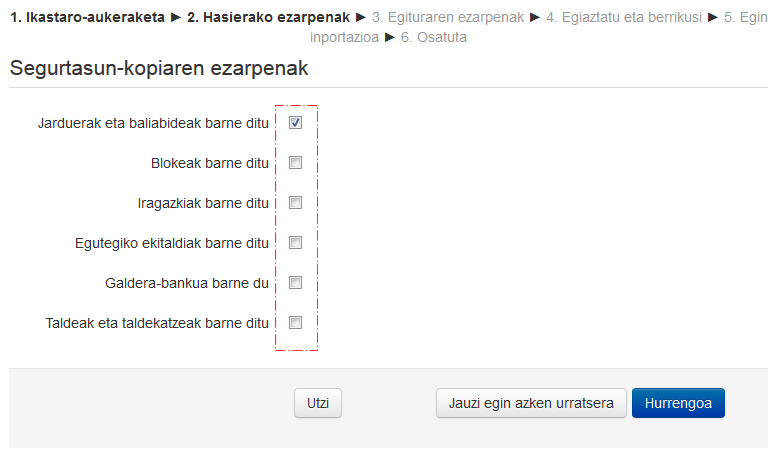 1. Ikastaro-aukeraketa ► 2. Hasierako ezarpenak ► 3. Egituraren ezarpenak ► 4. Egiaztatu eta berrikusi ► 5. Egin
inportazioa ► 6. Osatuta
Segurtasun-kopiaren ezarpenak
Jarduerak eta baliabideak barne ditu
Blokeak barne ditu
Iragazkiak barne ditu
Egutegiko ekitaldiak barne ditu
Galdera-bankua barne du
Taldeak eta taldekatzeak barne ditu
Utzi Jauzi egin azken urratsera Hurrengoa